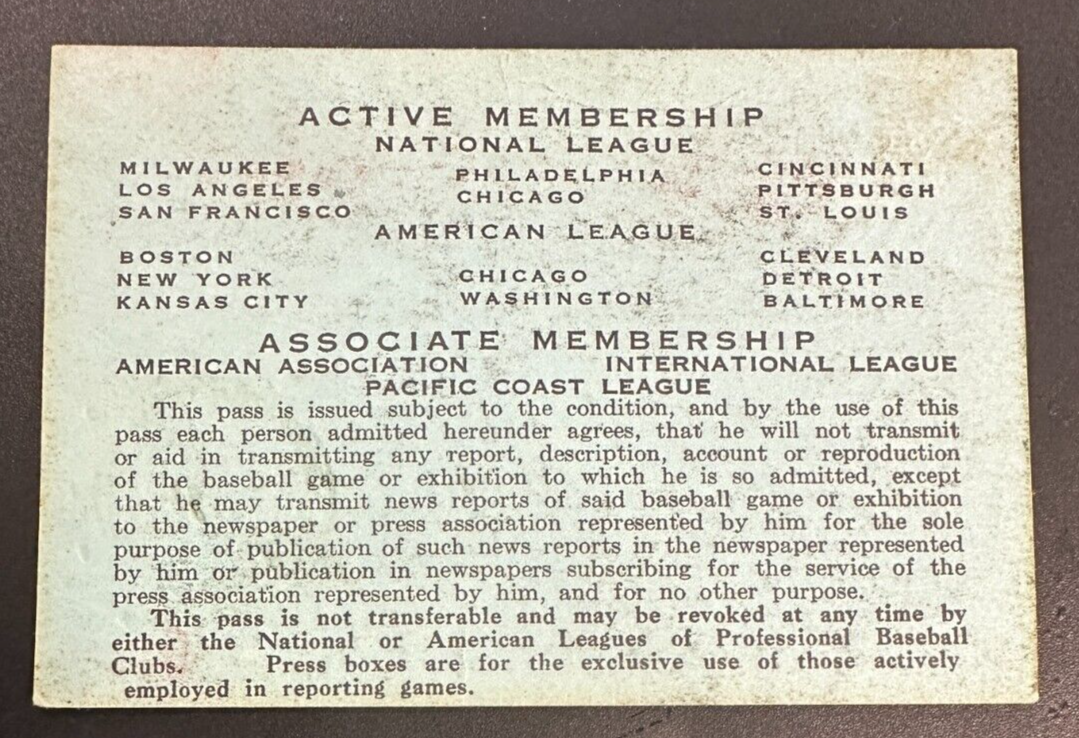 ACTIVE MEMBERSHIP
NATIONAL LEAGUE
MILWAUKEE PHILADELPHIA CINCINNATI
LOS ANGELES CHICAGO PITTSBURGH
SAN FRANCISCO ST. LOUIS
AMERICAN LEAGUE
BOSTON CLEVELAND
NEW YORK CHICAGO DETROIT
KANSAS CITY WASHINGTON BALTIMORE
ASSOCIATE MEMBERSHIP
AMERICAN ASSOCIATION INTERNATIONAL LEAGUE
PACIFIC COAST LEAGUE
This pass is issued subject to the condition, and by the use of this
pass each person admitted hereunder agrees, that he will not transmit
or aid in transmitting any report, description, account or reproduction
of the baseball game or exhibition to which he is so admitted, except
that he may transmit news reports of said baseball game or exhibition
to the newspaper or press association represented by him for the sole
purpose of publication of such news reports in the newspaper represented
by him or publication in newspapers subscribing for the service of the
press association represented by him, and for no other purpose.
This pass is not transferable and may be revoked at any time by
either the National or American Leagues of Professional Baseball
Clubs. Press boxes are for the exclusive use of those actively
employed in reporting games.